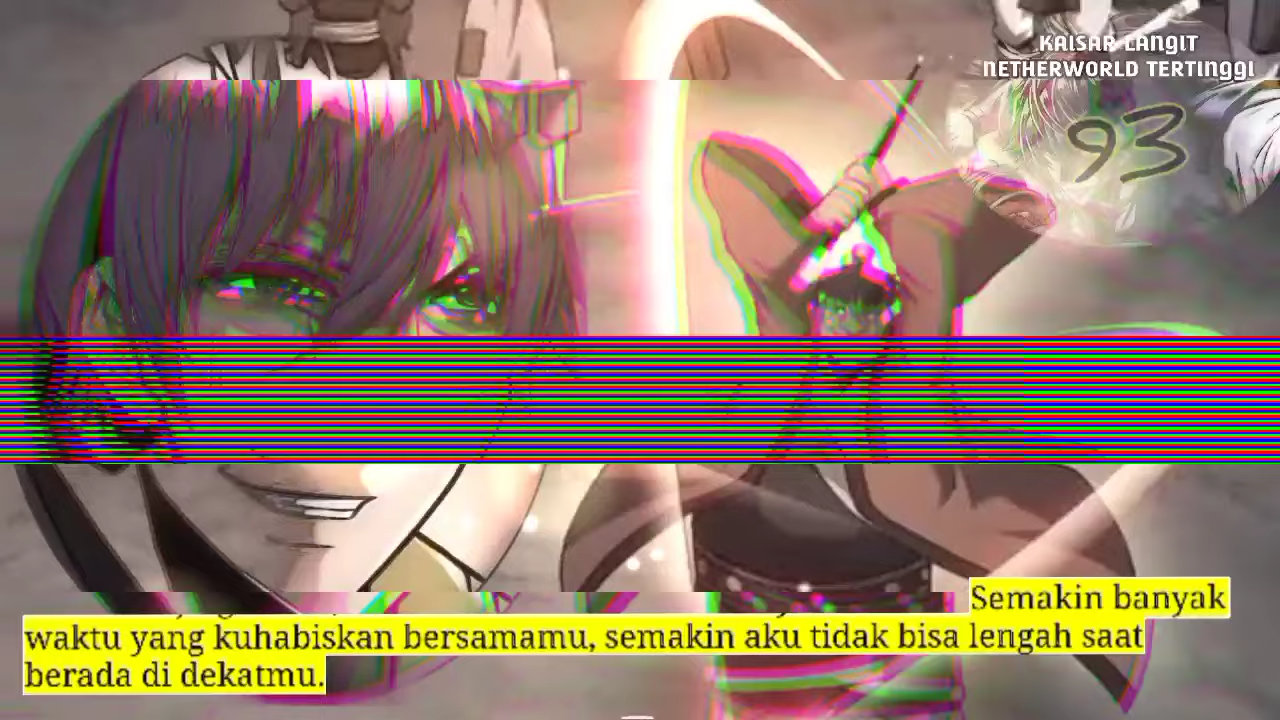 KAISAR LANGIT
NETHERWORLD TERTINGGI
93
Semakin banyak
waktu yang kuhabiskan bersamamu, semakin aku tidak bisa lengah saat
berada di dekatmu.